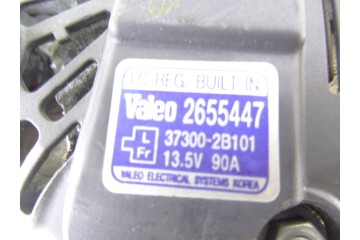 I.C REG. BUILT IN
Valeo 2655447
L 37300-2B101
Fr 13.5V 90A
VALEO ELECTRICAL SYSTEMS KOREA